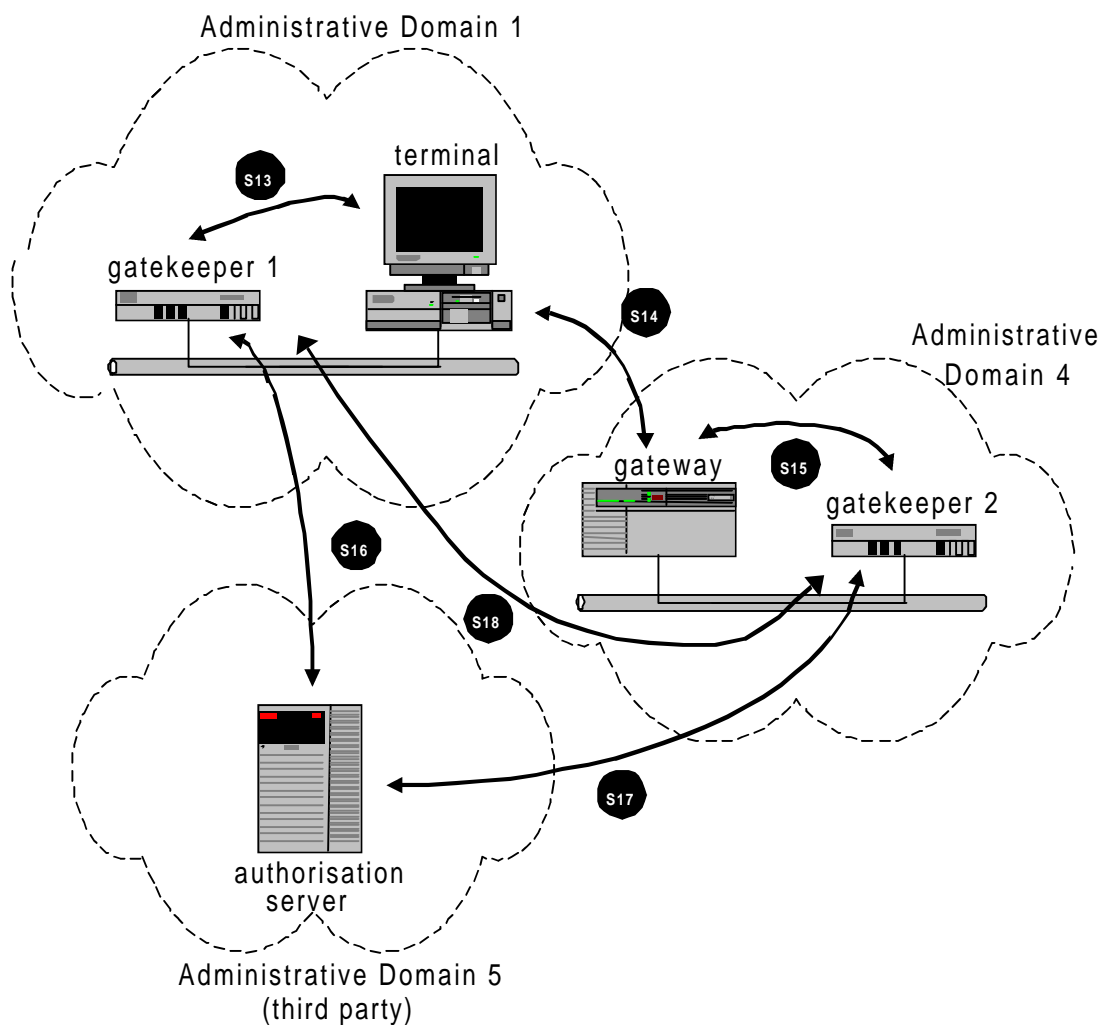 Administrative Domain 1
terminal
S13
gatekeeper 1
S14
Administrative
Domain 4
gateway
S15
gatekeeper 2
S16
S18
S17
authorisation
server
Administrative Domain 5
(third party)